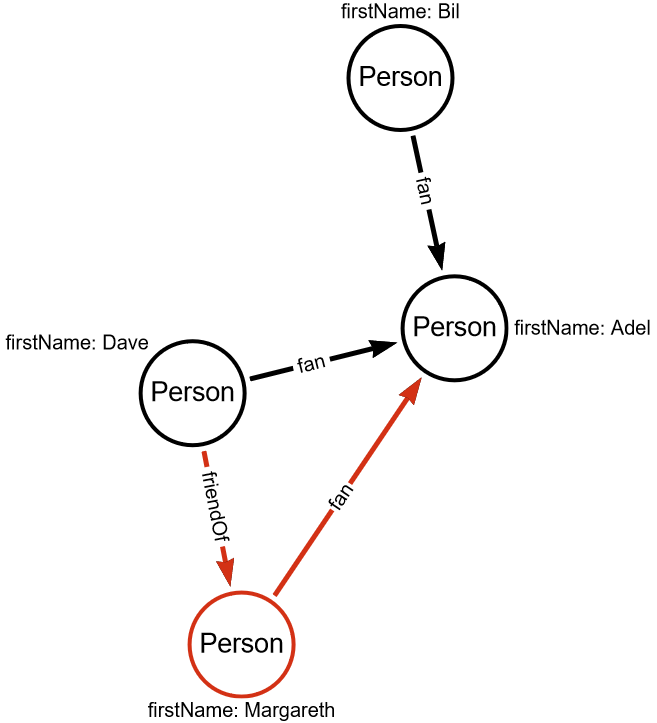 firstName: Bil
Person
fan
Person
firstName: Adel
firstName: Dave
fan
Person
friendOf
fan
Person
firstName: Margareth